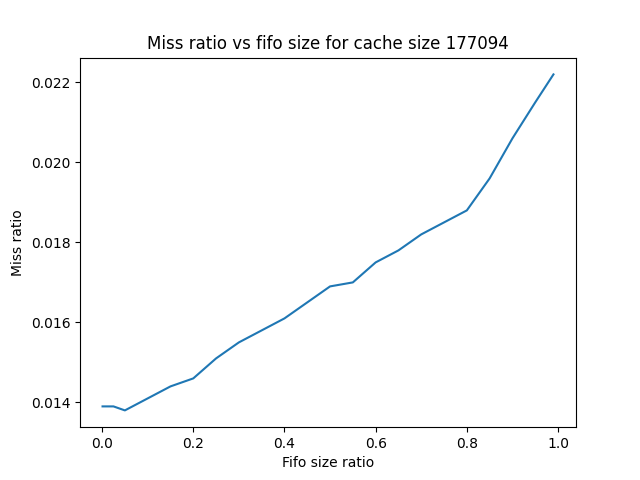 Miss ratio vs fifo size for cache size 177094
0.022
0.020
0.018
0.016
0.014
Miss ratio
0.0 0.2 0.4 0.6 0.8 1.0
Fifo size ratio